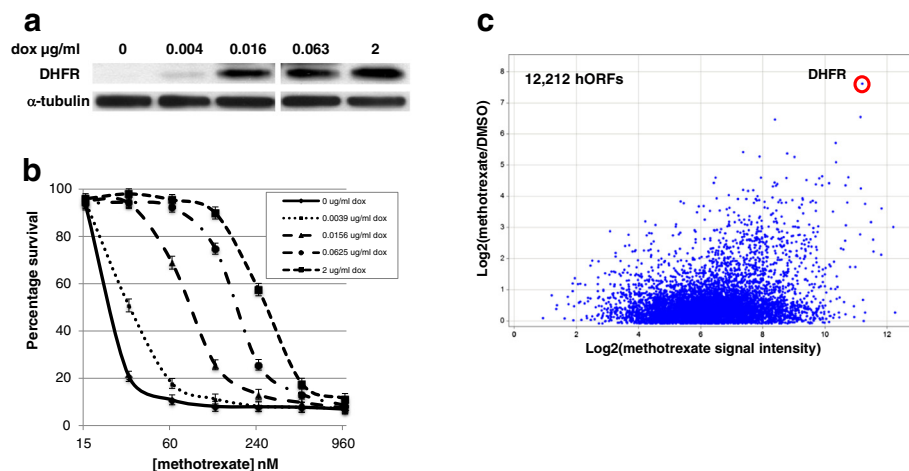 a
dox µg/ml 0 0.004 0.016 0.063 2
DHFR
α-tubulin
b
Percentage survival
100
80
60
40
20
0
15 60 240 960
[methotrexate] nM
0 ug/ml dox
0.0039 ug/ml dox
0.0156 ug/ml dox
0.0625 ug/ml dox
2 ug/ml dox
c
12,212 hORFs
DHFR
Log2(methotrexate/DMSO)
8
7
6
5
4
3
2
1
0
0 2 4 6 8 10 12
Log2(methotrexate signal intensity)